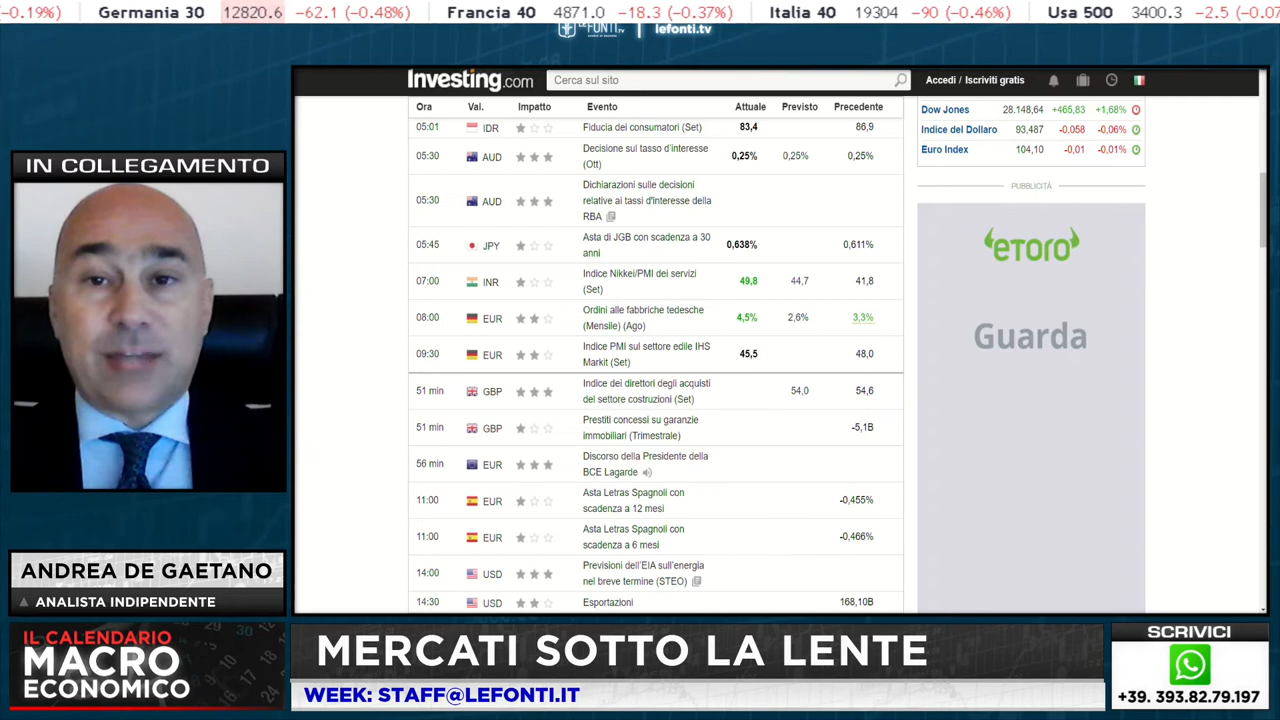 -0.19%) Germania 30 12820.6 -62.1 (-0.48%) Francia 40 4871.0 -18.3 (-0.37%) Italia 40 19304 -90 (-0.46%) Usa 500 3400.3 -2.5 (-0.07
LE FONTI.TV lefonti.tv
Investing.com Cerca sul sito Accedi / Iscriviti gratis
Ora Val. Impatto Evento Attuale Previsto Precedente
05:01 IDR Fiducia dei consumatori (Set) 83,4 86,9
05:30 AUD Decisione sul tasso d'interesse
(Ott) 0,25% 0,25% 0,25%
05:30 AUD Dichiarazioni sulle decisioni
relative ai tassi d'interesse della
RBA
05:45 JPY Asta di JGB con scadenza a 30
anni 0,638% 0,611%
07:00 INR Indice Nikkei/PMI dei servizi
(Set) 49,8 44,7 41,8
08:00 EUR Ordini alle fabbriche tedesche
(Mensile) (Ago) 4,5% 2,6% 3,3%
09:30 EUR Indice PMI sul settore edile IHS
Markit (Set) 45,5 48,0
51 min GBP Indice dei direttori degli acquisti
del settore costruzioni (Set) 54,0 54,6
51 min GBP Prestiti concessi su garanzie
immobiliari (Trimestrale) -5,1B
56 min EUR Discorso della Presidente della
BCE Lagarde
11:00 EUR Asta Letras Spagnoli con
scadenza a 12 mesi -0,455%
11:00 EUR Asta Letras Spagnoli con
scadenza a 6 mesi -0,466%
14:00 USD Previsioni dell'EIA sull'energia
nel breve termine (STEO)
14:30 USD Esportazioni 168,10B
Dow Jones 28.148,64 +465,83 +1,68%
Indice del Dollaro 93,487 -0,058 -0,06%
Euro Index 104,10 -0,01 -0,01%
PUBBLICITÀ
eToro
Guarda
IN COLLEGAMENTO
ANDREA DE GAETANO
ANALISTA INDIPENDENTE
IL CALENDARIO
MACRO
ECONOMICO
MERCATI SOTTO LA LENTE
WEEK: STAFF@LEFONTI.IT
SCRIVICI
+39. 393.82.79.197